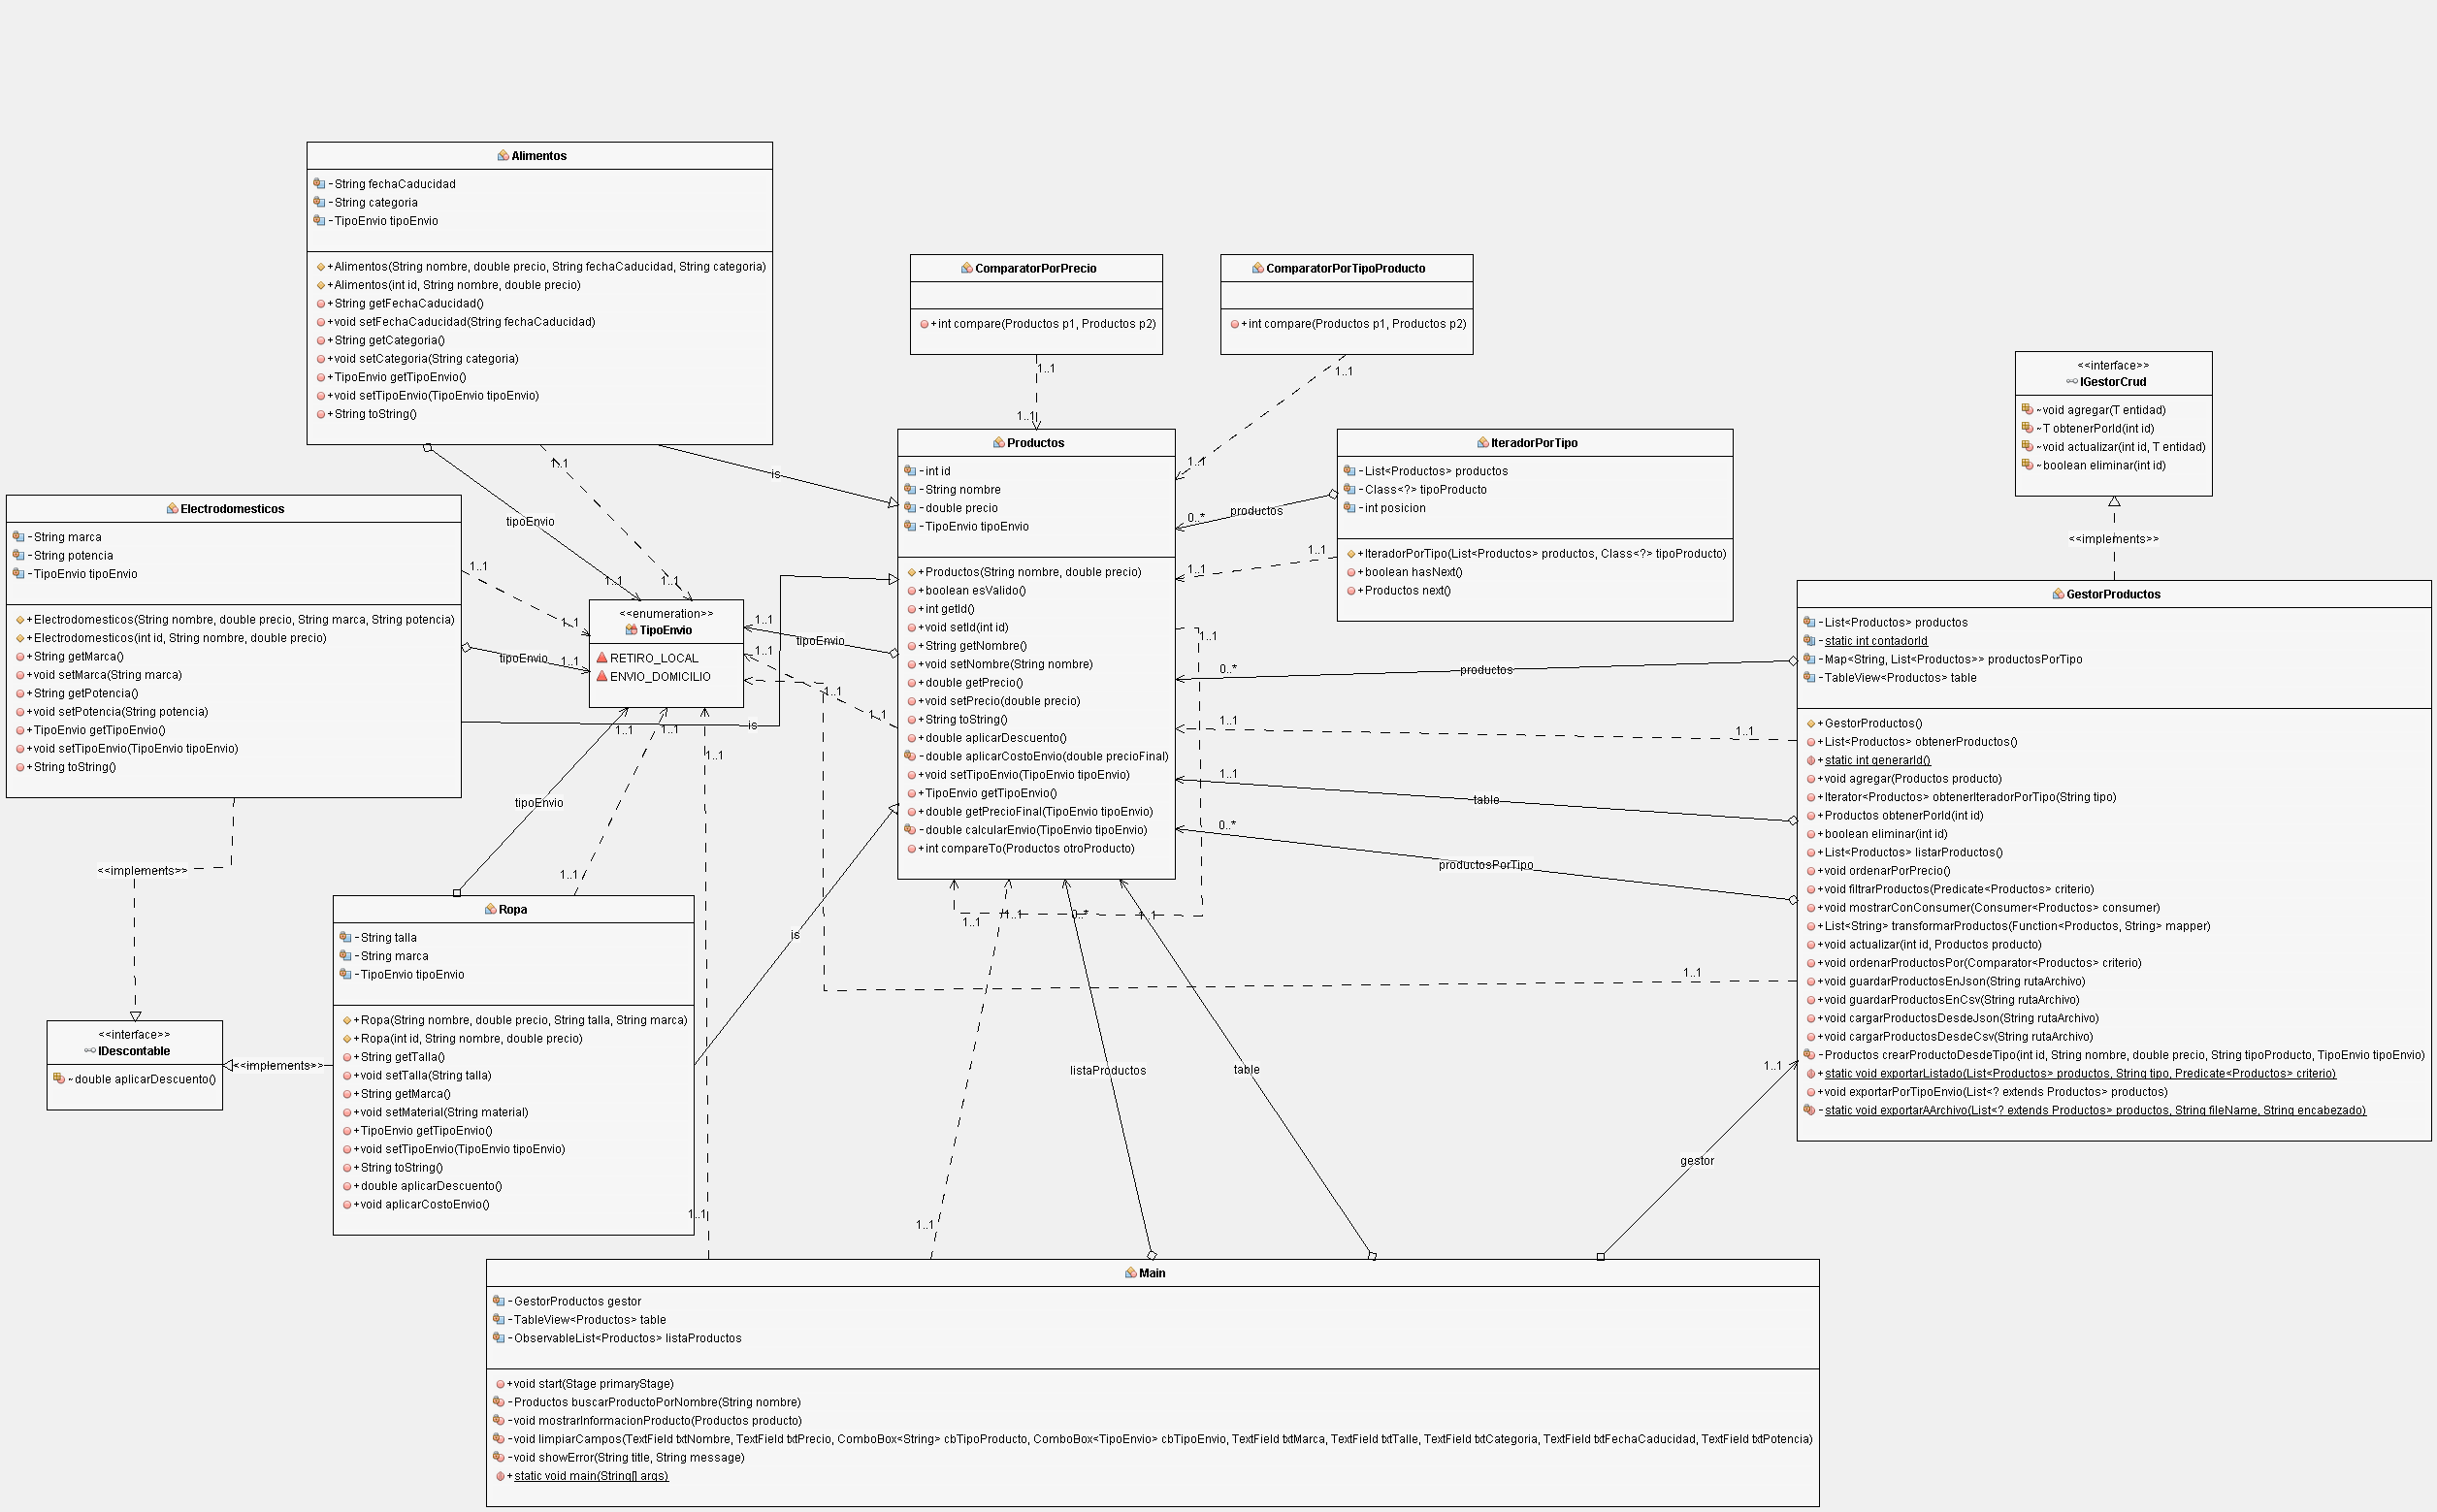 Alimentos
-String fechaCaducidad
-String categoria
-TipoEnvio tipoEnvio
+Alimentos(String nombre, double precio, String fechaCaducidad, String categoria)
+Alimentos(int id, String nombre, double precio)
+String getFechaCaducidad()
+void setFechaCaducidad(String fechaCaducidad)
+String getCategoria()
+void setCategoria(String categoria)
+TipoEnvio getTipoEnvio()
+void setTipoEnvio(TipoEnvio tipoEnvio)
+String toString()
ComparatorPorPrecio
+int compare(Productos p1, Productos p2)
ComparatorPorTipoProducto
+int compare(Productos p1, Productos p2)
<<interface>>
IGestorCrud
~void agregar(T entidad)
~T obtenerPorId(int id)
~void actualizar(int id, T entidad)
~boolean eliminar(int id)
<<implements>>
1..1
1..1
1..1
1..1
Productos
-int id
-String nombre
-double precio
-TipoEnvio tipoEnvio
+Productos(String nombre, double precio)
+boolean esValido()
+int getId()
+void setId(int id)
+String getNombre()
+void setNombre(String nombre)
+double getPrecio()
+void setPrecio(double precio)
+String toString()
+double aplicarDescuento()
-double aplicarCostoEnvio(double precioFinal)
+void setTipoEnvio(TipoEnvio tipoEnvio)
+TipoEnvio getTipoEnvio()
+double getPrecioFinal(TipoEnvio tipoEnvio)
-double calcularEnvio(TipoEnvio tipoEnvio)
+int compareTo(Productos otroProducto)
IteradorPorTipo
-List<Productos> productos
-Class<?> tipoProducto
-int posicion
+IteradorPorTipo(List<Productos> productos, Class<?> tipoProducto)
+boolean hasNext()
+Productos next()
productos
0..*
1..1
1..1
Electrodomesticos
-String marca
-String potencia
-TipoEnvio tipoEnvio
+Electrodomesticos(String nombre, double precio, String marca, String potencia)
+Electrodomesticos(int id, String nombre, double precio)
+String getMarca()
+void setMarca(String marca)
+String getPotencia()
+void setPotencia(String potencia)
+TipoEnvio getTipoEnvio()
+void setTipoEnvio(TipoEnvio tipoEnvio)
+String toString()
1..1
is
tipoEnvio
1..1
1..1
1..1
1..1
tipoEnvio
1..1
<<enumeration>>
TipoEnvio
RETIRO_LOCAL
ENVIO_DOMICILIO
1..1
tipoEnvio
1..1
1..1
1..1
is
1..1
1..1
1..1
1..1
GestorProductos
-List<Productos> productos
-static int contadorId
-Map<String, List<Productos>> productosPorTipo
-TableView<Productos> table
+GestorProductos()
+List<Productos> obtenerProductos()
+static int generarId()
+void agregar(Productos producto)
+Iterator<Productos> obtenerIteradorPorTipo(String tipo)
+Productos obtenerPorId(int id)
+boolean eliminar(int id)
+List<Productos> listarProductos()
+void ordenarPorPrecio()
+void filtrarProductos(Predicate<Productos> criterio)
+void mostrarConConsumer(Consumer<Productos> consumer)
+List<String> transformarProductos(Function<Productos, String> mapper)
+void actualizar(int id, Productos producto)
+void ordenarProductosPor(Comparator<Productos> criterio)
+void guardarProductosEnJson(String rutaArchivo)
+void guardarProductosEnCsv(String rutaArchivo)
+void cargarProductosDesdeJson(String rutaArchivo)
+void cargarProductosDesdeCsv(String rutaArchivo)
-Productos crearProductoDesdeTipo(int id, String nombre, double precio, String tipoProducto, TipoEnvio tipoEnvio)
+static void exportarListado(List<Productos> productos, String tipo, Predicate<Productos> criterio)
+void exportarPorTipoEnvio(List<? extends Productos> productos)
-static void exportarAArchivo(List<? extends Productos> productos, String fileName, String encabezado)
0..*
productos
1..1
1..1
1..1
table
0..*
productosPorTipo
1..1
1..1
tipoEnvio
1..1
<<implements>>
Ropa
-String talla
-String marca
-TipoEnvio tipoEnvio
+Ropa(String nombre, double precio, String talla, String marca)
+Ropa(int id, String nombre, double precio)
+String getTalla()
+void setTalla(String talla)
+String getMarca()
+void setMaterial(String material)
+TipoEnvio getTipoEnvio()
+void setTipoEnvio(TipoEnvio tipoEnvio)
+String toString()
+double aplicarDescuento()
+void aplicarCostoEnvio()
is
1..1
1..1
0..*
1..1
<<interface>>
IDescontable
~double aplicarDescuento()
<<implements>>
listaProductos
table
gestor
1..1
1..1
Main
-GestorProductos gestor
-TableView<Productos> table
-ObservableList<Productos> listaProductos
+void start(Stage primaryStage)
-Productos buscarProductoPorNombre(String nombre)
-void mostrarInformacionProducto(Productos producto)
-void limpiarCampos(TextField txtNombre, TextField txtPrecio, ComboBox<String> cbTipoProducto, ComboBox<TipoEnvio> cbTipoEnvio, TextField txtMarca, TextField txtTalle, TextField txtCategoria, TextField txtFechaCaducidad, TextField txtPotencia)
-void showError(String title, String message)
+static void main(String[] args)